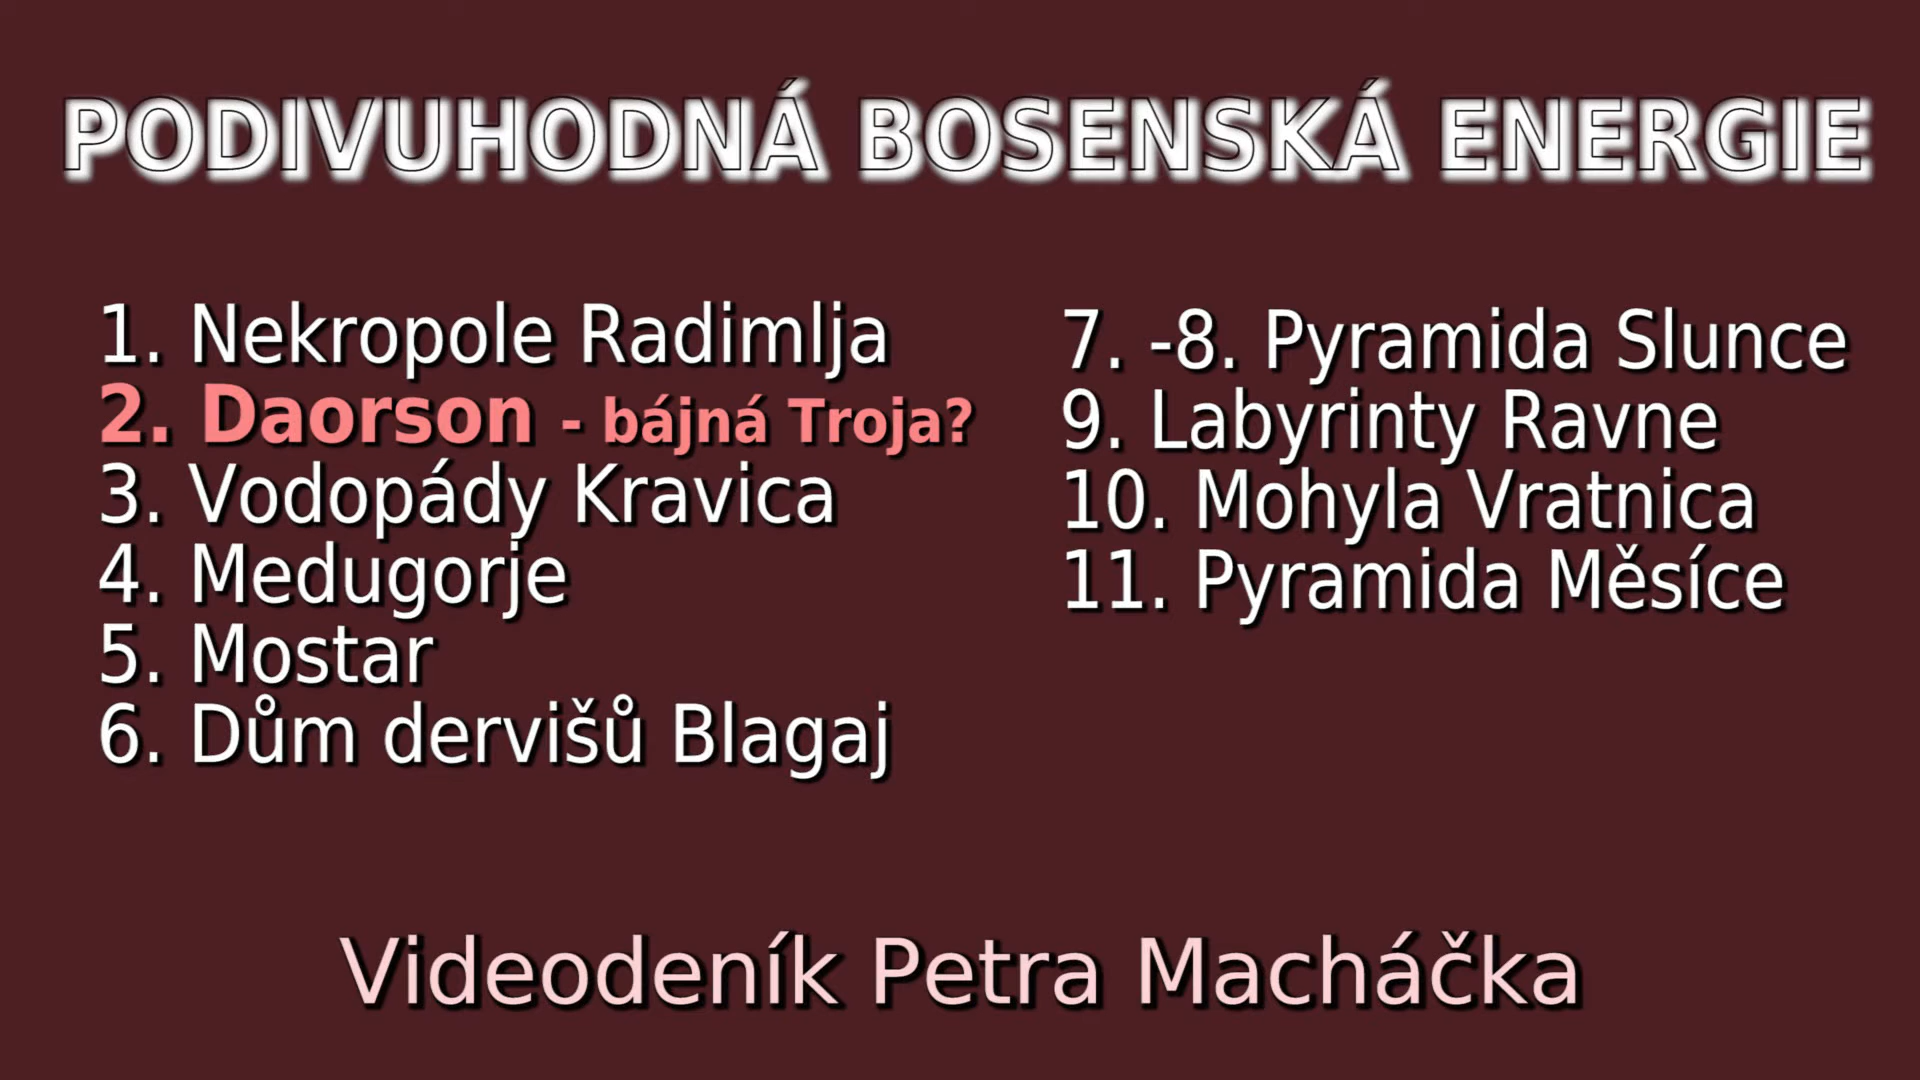 PODIVUHODNÁ BOSENSKÁ ENERGIE
1. Nekropole Radimlja
2. Daorson - bájná Troja?
3. Vodopády Kravica
4. Medugorje
5. Mostar
6. Dům dervišů Blagaj
7. -8. Pyramida Slunce
9. Labyrinty Ravne
10. Mohyla Vratnica
11. Pyramida Měsíce
Videodeník Petra Macháčka